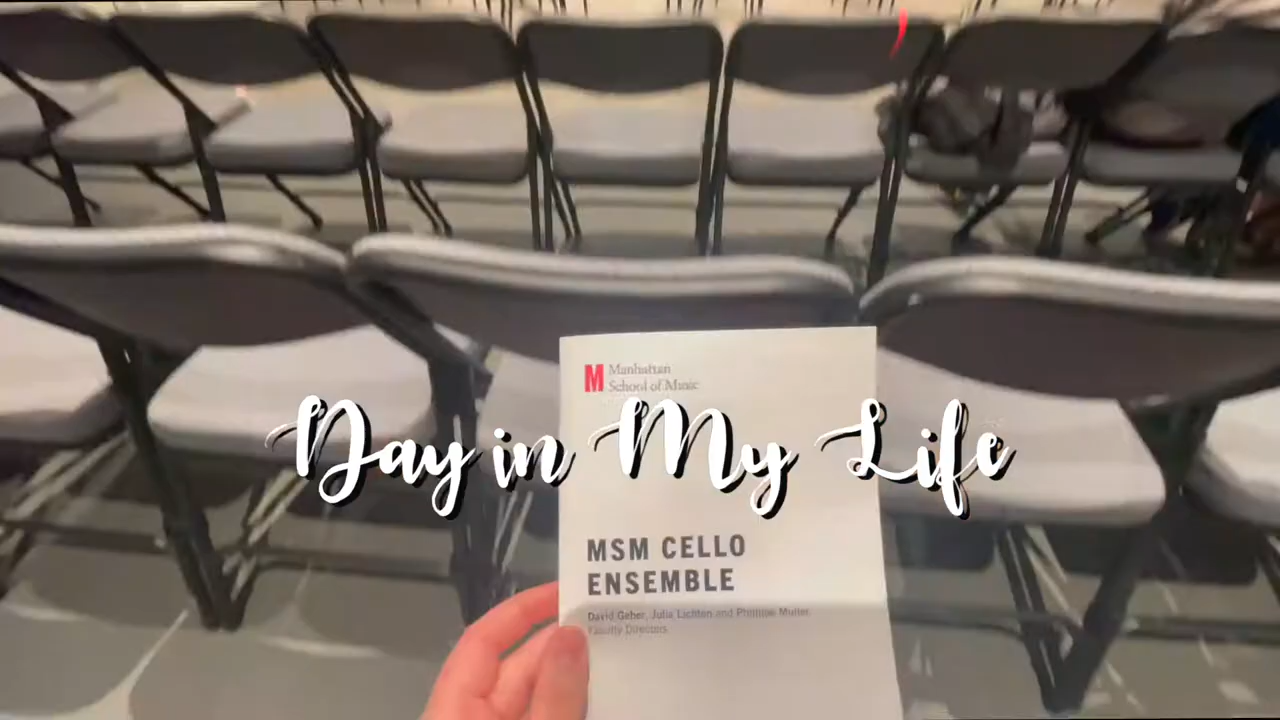 Manhattan
School of Music
Day in My Life
MSM CELLO
ENSEMBLE
David Geber, Julia Lichten and Philippe Muller,
Faculty Directors